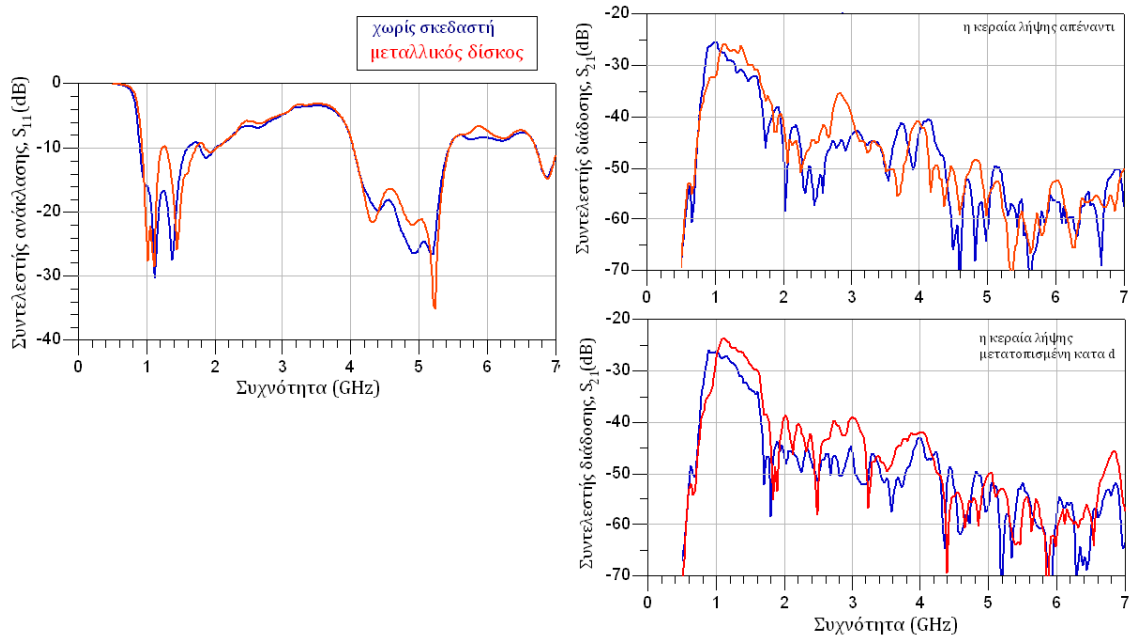 χωρίς σκεδαστή
μεταλλικός δίσκος
Συντελεστής ανάκλασης, S11(dB)
0
-10
-20
-30
-40
0 1 2 3 4 5 6 7
Συχνότητα (GHz)
η κεραία λήψης απέναντι
Συντελεστής διάδοσης, S21(dB)
-20
-30
-40
-50
-60
-70
0 1 2 3 4 5 6 7
η κεραία λήψης
μετατοπισμένη κατα d
Συντελεστής διάδοσης, S21(dB)
-20
-30
-40
-50
-60
-70
0 1 2 3 4 5 6 7
Συχνότητα (GHz)